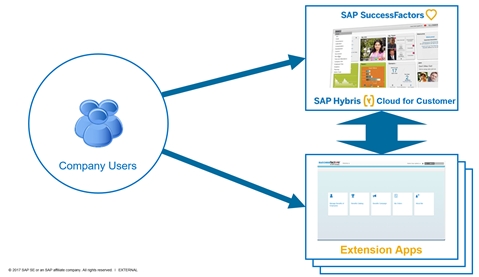 SAP SuccessFactors
SAP Hybris Cloud for Customer
Company Users
Extension Apps
© 2017 SAP SE or an SAP affiliate company. All rights reserved. | EXTERNAL